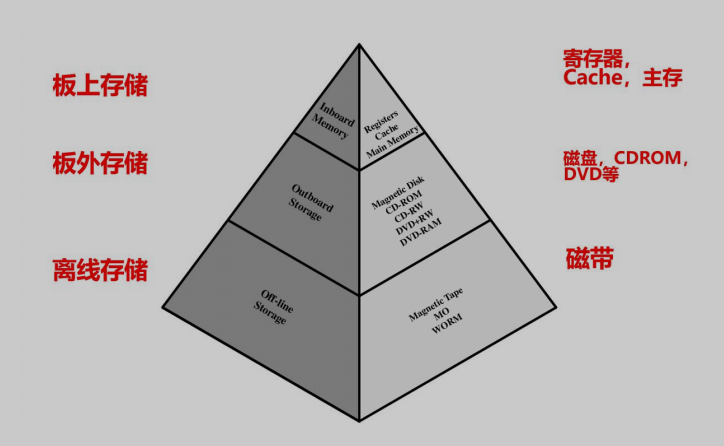 板上存储
寄存器，
Cache，主存
Inboard
Memory
Registers
Cache
Main Memory
板外存储
磁盘，CDROM，
DVD等
Outboard
Storage
Magnetic Disk
CD-ROM
CD-RW
DVD+RW
DVD-RAM
离线存储
磁带
Off-line
Storage
Magnetic Tape
MO
WORM